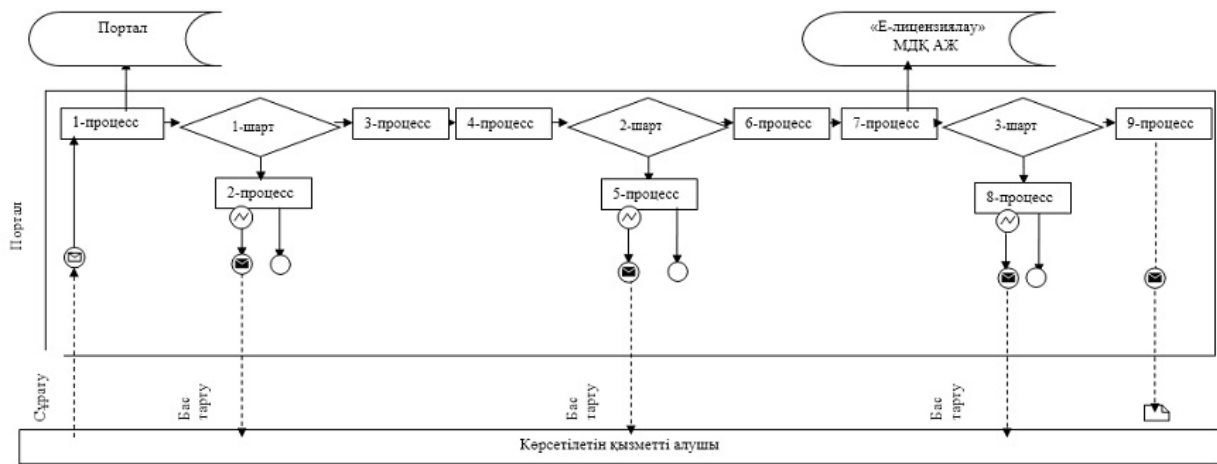 Портал
«Е-лицензиялау»
МДҚ АЖ
1-процесс
1-шарт
3-процесс
4-процесс
2-шарт
6-процесс
7-процесс
3-шарт
9-процесс
2-процесс
5-процесс
8-процесс
Портал
Сұрату
Бас
тарту
Бас
тарту
Бас
тарту
Көрсетілетін қызметті алушы